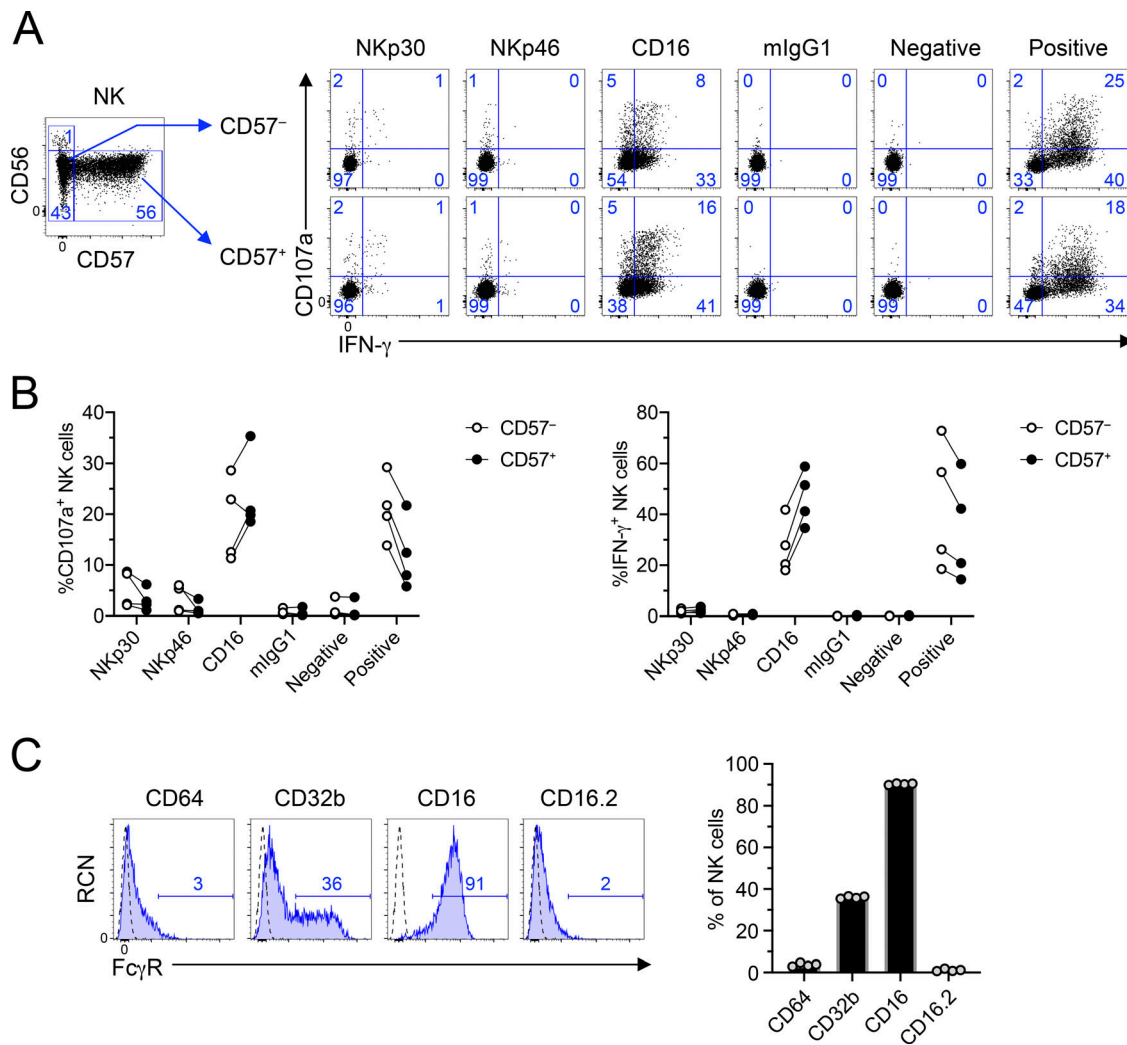 A
NK
CD56
0
1
43
56
0
CD57
CD57⁻
CD57⁺
NKp30 NKp46 CD16 mIgG1 Negative Positive
CD107a
2 1 1 0 5 8 0 0 0 0 2 25
97 0 99 0 54 33 99 0 99 0 33 40
2 1 1 0 5 16 0 0 0 0 2 18
0
96 1 99 0 38 41 99 0 99 0 47 34
0
IFN-γ
B
%CD107a⁺ NK cells
40
30
20
10
0
NKp30 NKp46 CD16 mIgG1 Negative Positive
CD57⁻
CD57⁺
%IFN-γ⁺ NK cells
80
60
40
20
0
NKp30 NKp46 CD16 mIgG1 Negative Positive
CD57⁻
CD57⁺
C
CD64 CD32b CD16 CD16.2
RCN
3 36 91 2
0
0
FcγR
% of NK cells
100
80
60
40
20
0
CD64 CD32b CD16 CD16.2